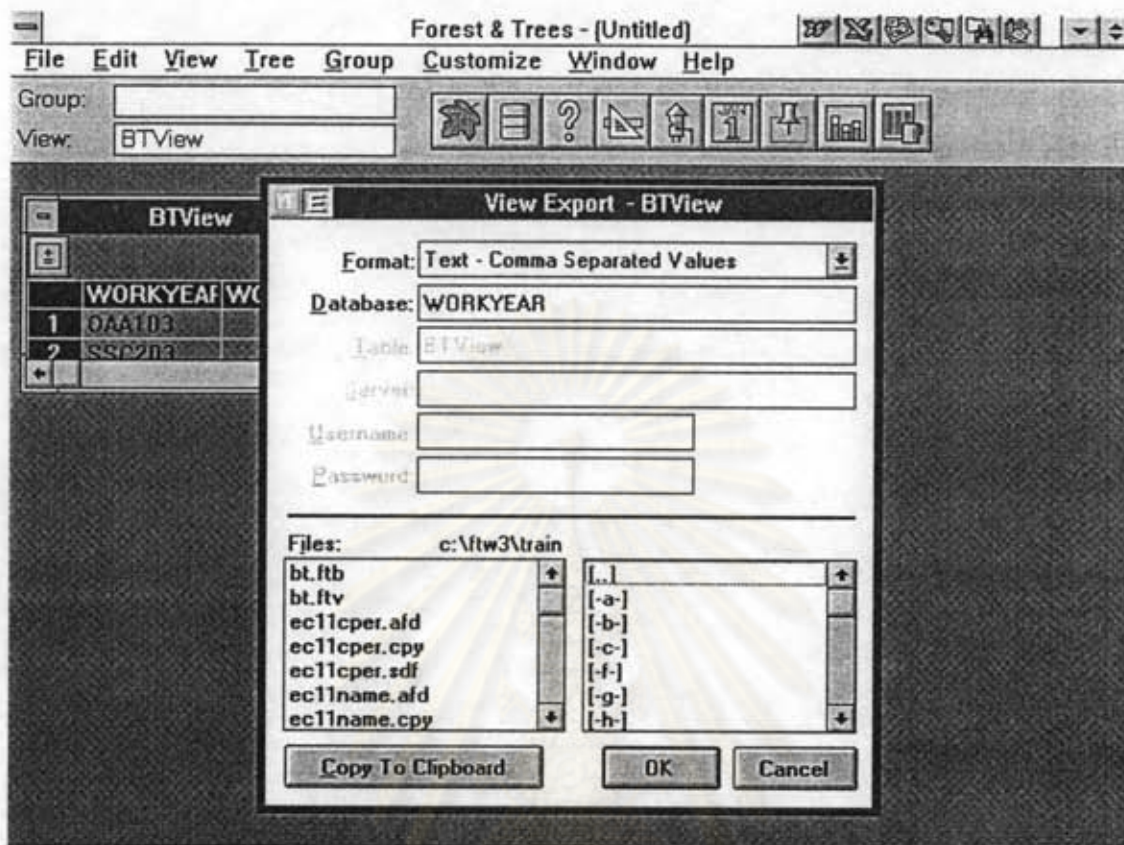 Forest & Trees - (Untitled)
File Edit View Tree Group Customize Window Help
Group:
View: BTView
BTView
WORKYEAR WO
1 OAA103
2 SSC203
View Export - BTView
Format: Text - Comma Separated Values
Database: WORKYEAR
Table BTView
Server
Username
Password
Files: c:\ftw3\train
bt.ftb
bt.ftv
ec11cper.afd
ec11cper.cpy
ec11cper.sdf
ec11name.afd
ec11name.cpy
[..]
[-a-]
[-b-]
[-c-]
[-f-]
[-g-]
[-h-]
Copy To Clipboard OK Cancel